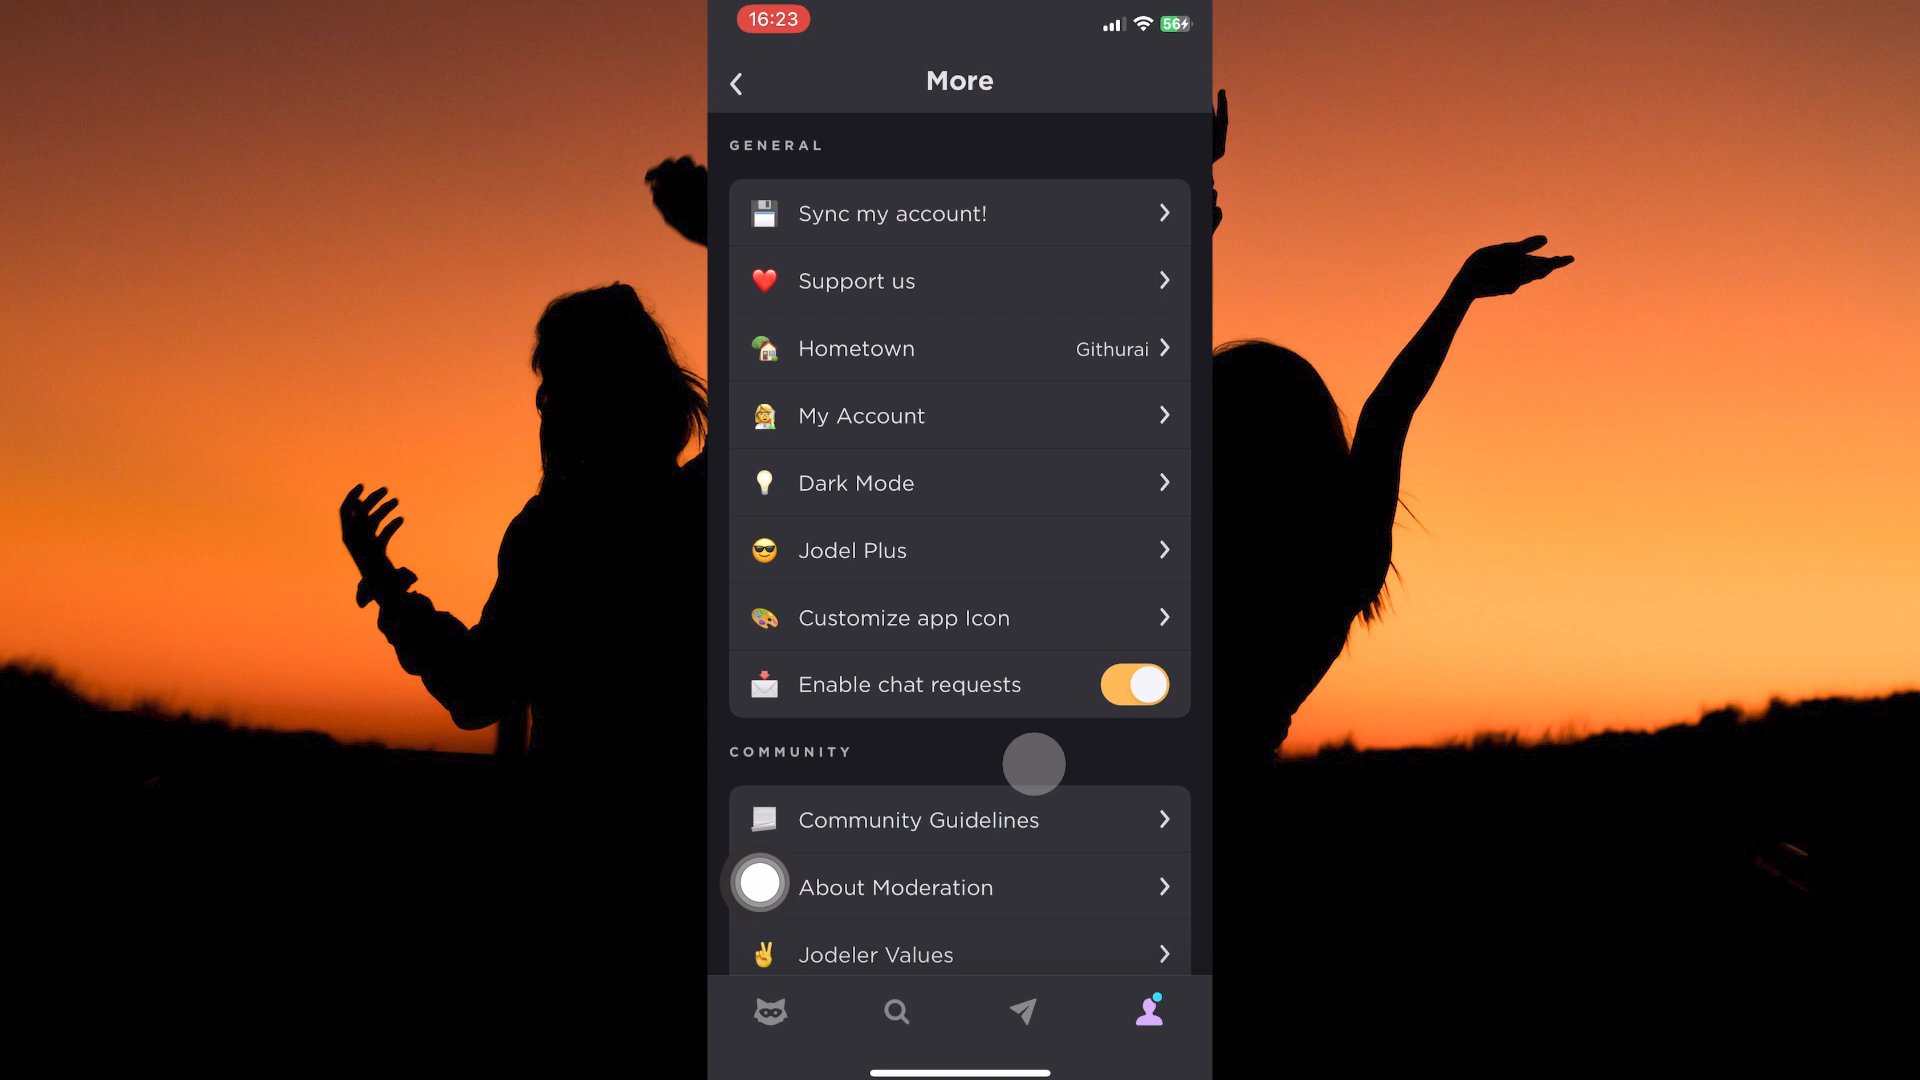 16:23
56
More
GENERAL
Sync my account!
Support us
Hometown
Githurai
My Account
Dark Mode
Jodel Plus
Customize app Icon
Enable chat requests
COMMUNITY
Community Guidelines
About Moderation
Jodeler Values